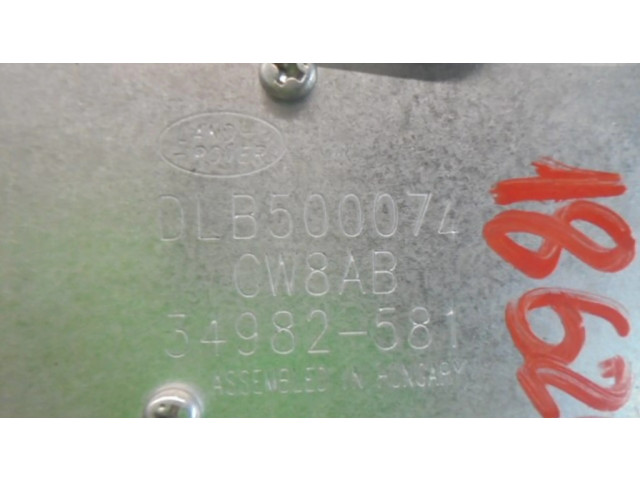 LAND-
-ROVER
DLB500074
CW8AB
34982-581
ASSEMBLED IN HUNGARY
1862